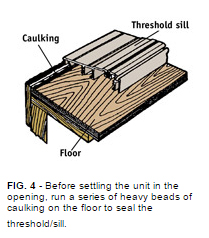 Threshold sill
Caulking
Floor
FIG. 4 - Before settling the unit in the
opening, run a series of heavy beads of
caulking on the floor to seal the
threshold/sill.